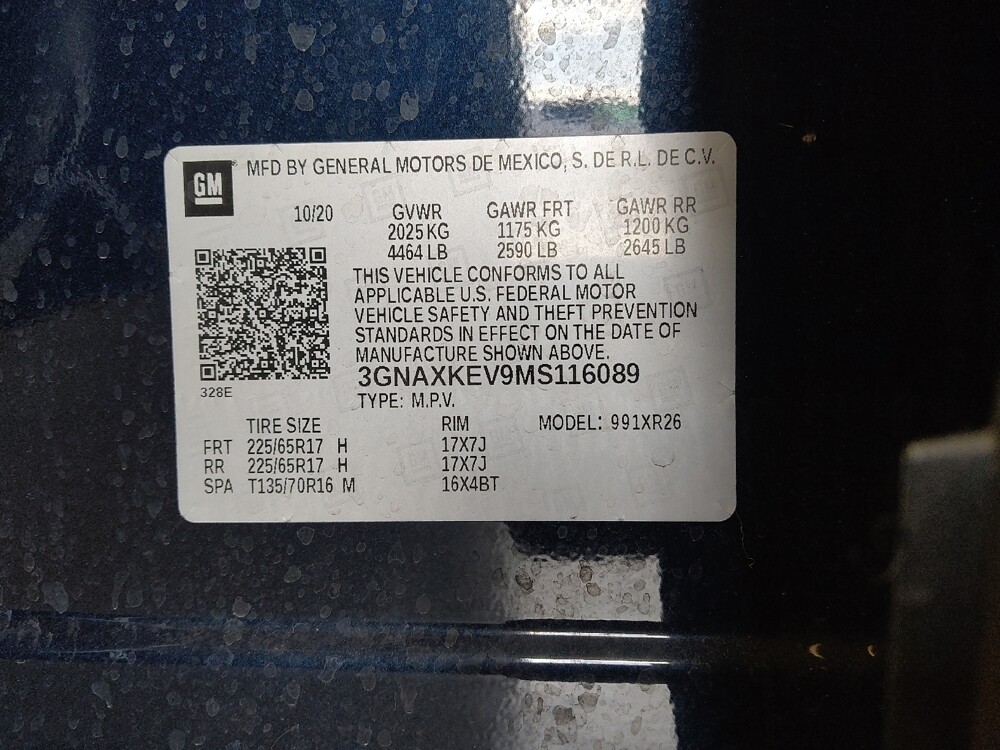 GM
MFD BY GENERAL MOTORS DE MEXICO, S. DE R.L. DE C.V.
10/20 GVWR GAWR FRT GAWR RR
2025 KG 1175 KG 1200 KG
4464 LB 2590 LB 2645 LB
THIS VEHICLE CONFORMS TO ALL
APPLICABLE U.S. FEDERAL MOTOR
VEHICLE SAFETY AND THEFT PREVENTION
STANDARDS IN EFFECT ON THE DATE OF
MANUFACTURE SHOWN ABOVE.
3GNAXKEV9MS116089
328E
TYPE: M.P.V.
TIRE SIZE RIM MODEL: 991XR26
FRT 225/65R17 H 17X7J
RR 225/65R17 H 17X7J
SPA T135/70R16 M 16X4BT